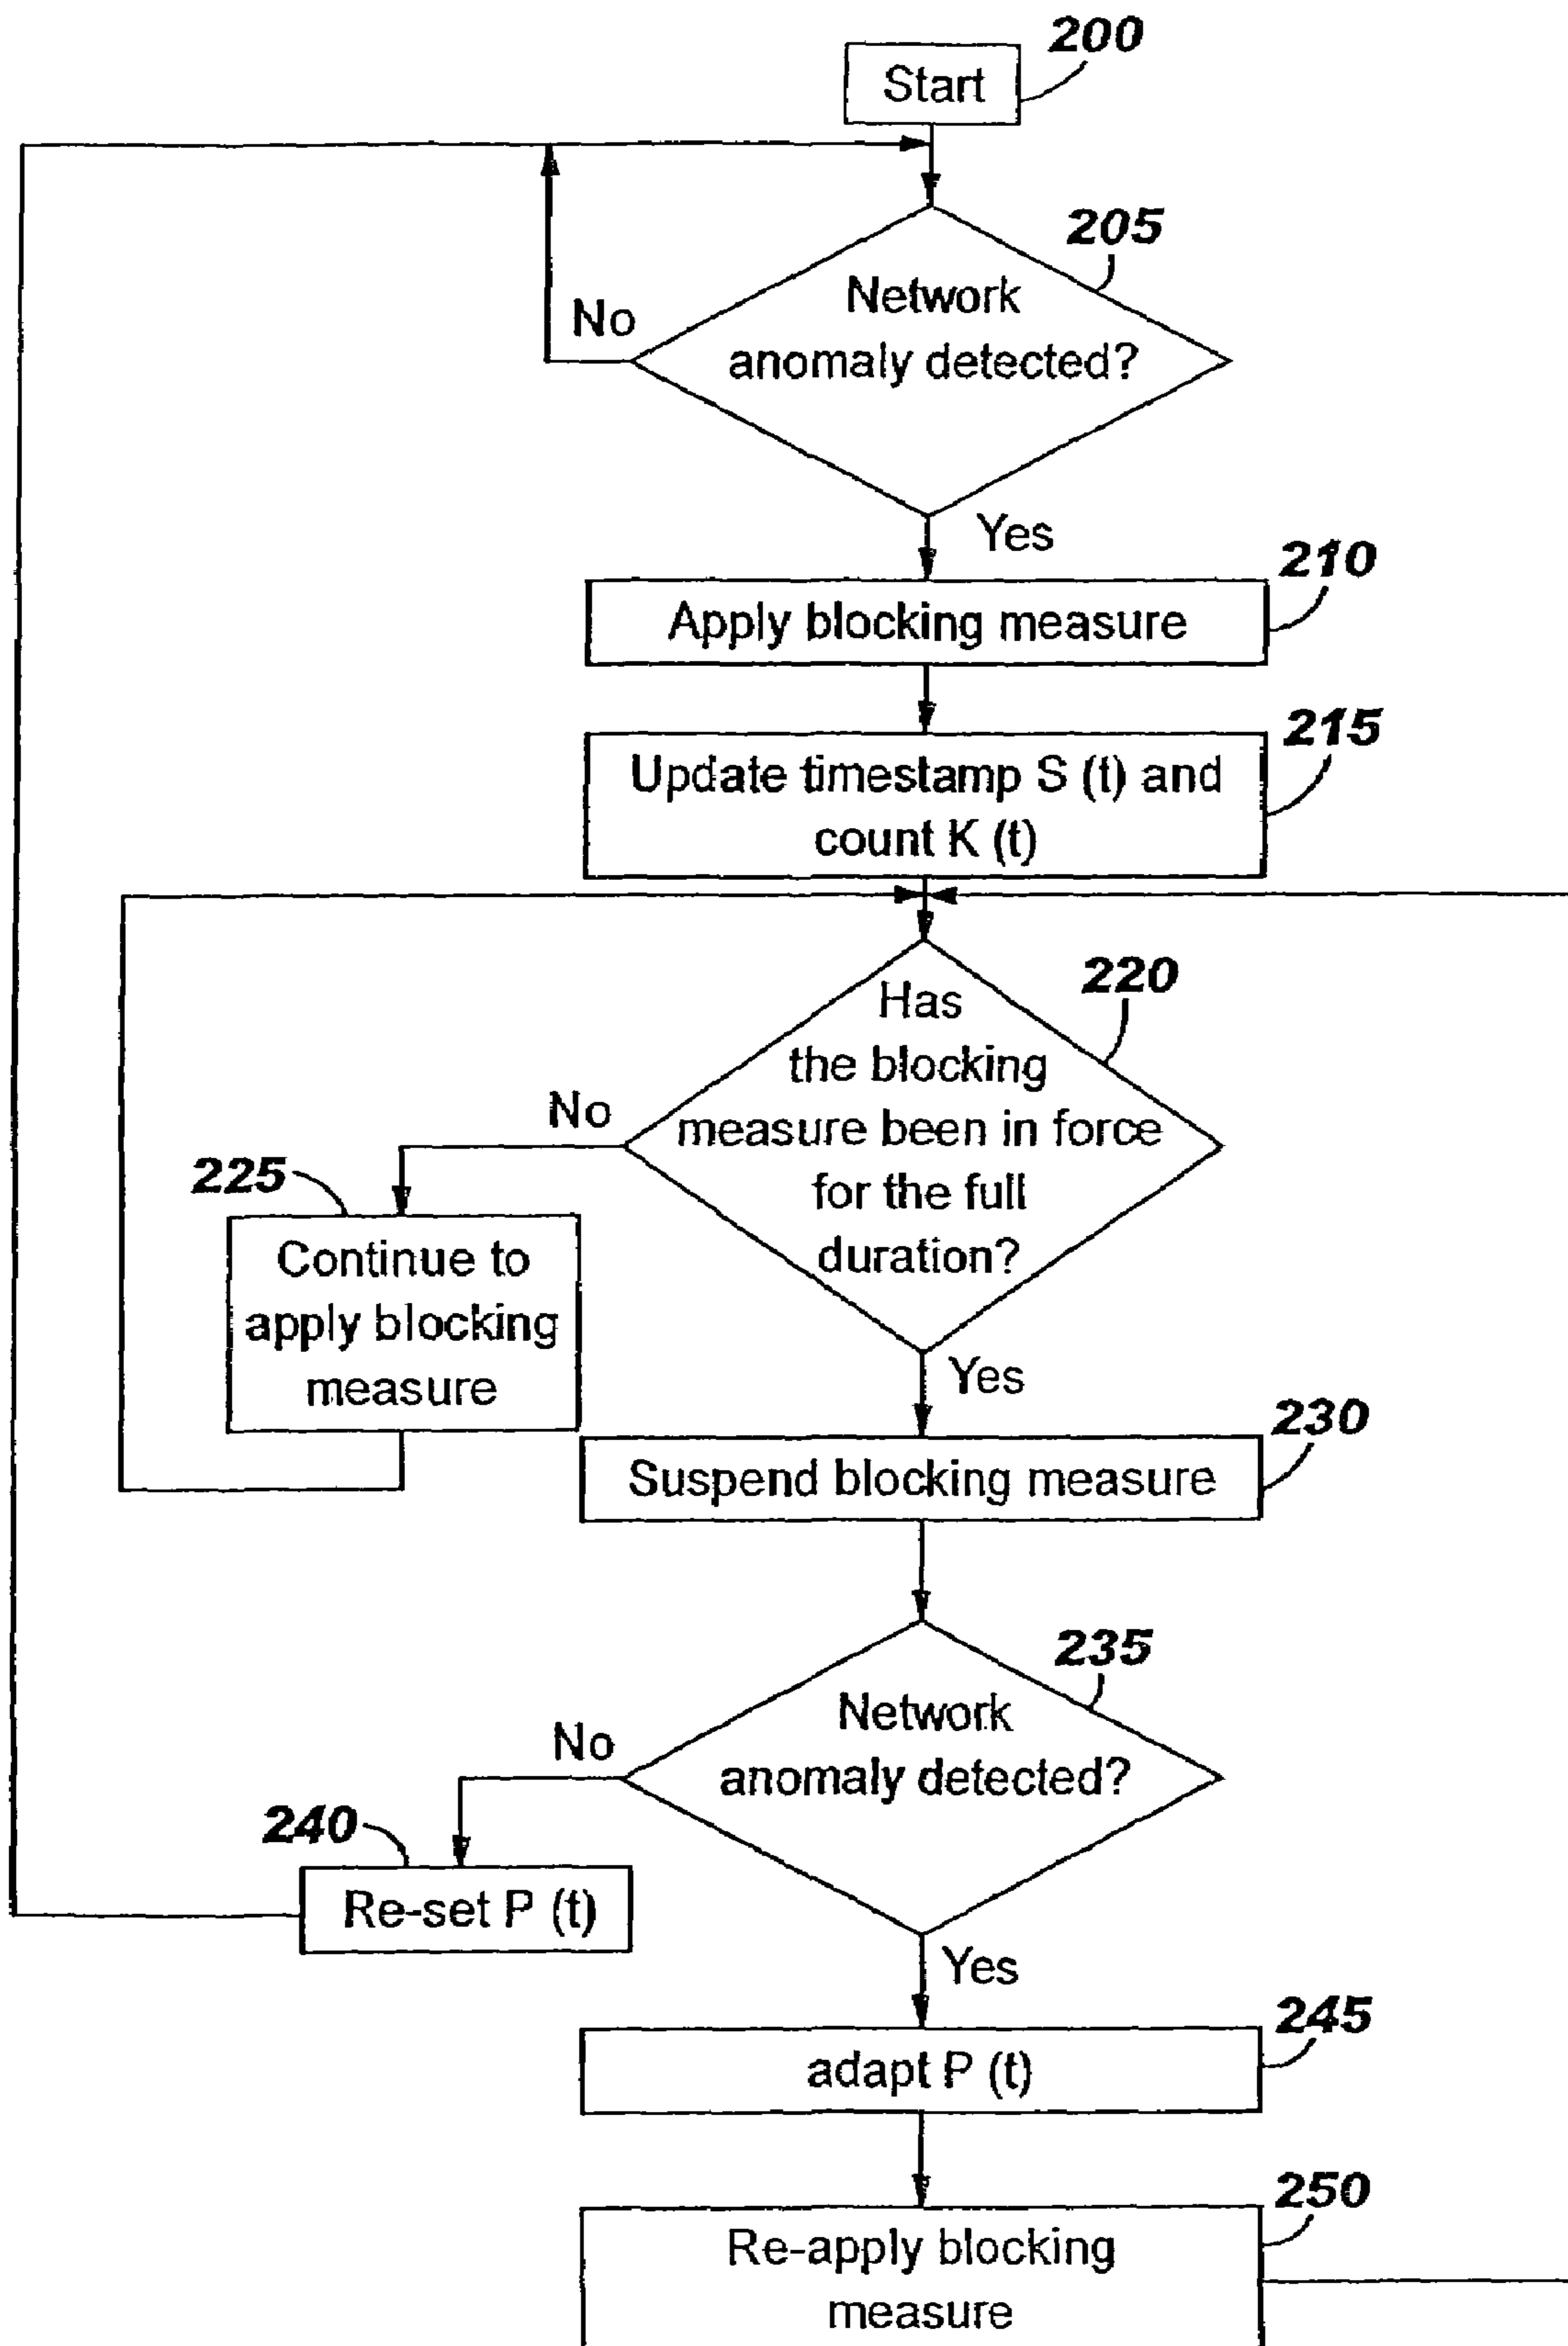 200
Start
205
Network
anomaly detected?
No
Yes
210
Apply blocking measure
215
Update timestamp S (t) and
count K (t)
220
Has
the blocking
measure been in force
for the full
duration?
No
225
Continue to
apply blocking
measure
Yes
230
Suspend blocking measure
235
Network
anomaly detected?
No
240
Re-set P (t)
Yes
245
adapt P (t)
250
Re-apply blocking
measure